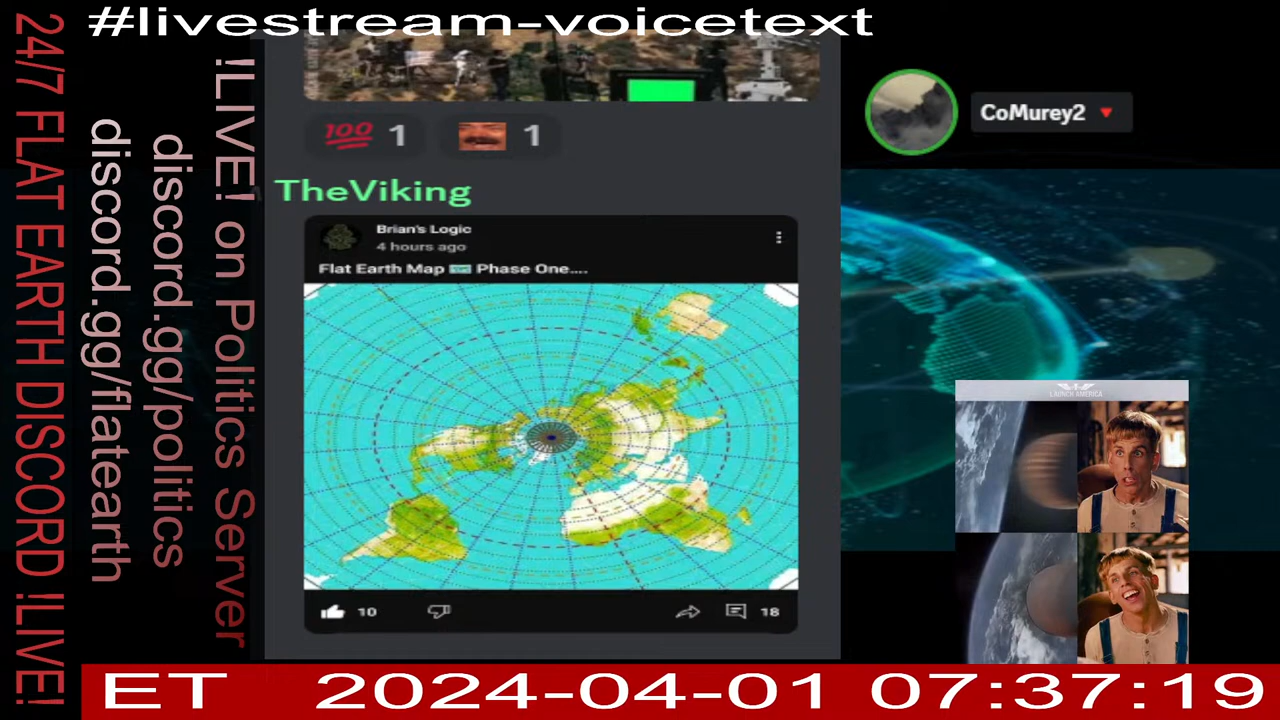 #livestream-voicetext
24/7 FLAT EARTH DISCORD !LIVE!
discord.gg/flatearth
discord.gg/politics
!LIVE! on Politics Server
100 1
1
CoMurey2
TheViking
Brian's Logic
4 hours ago
Flat Earth Map Phase One....
10
18
LAUNCH AMERICA
ET 2024-04-01 07:37:19